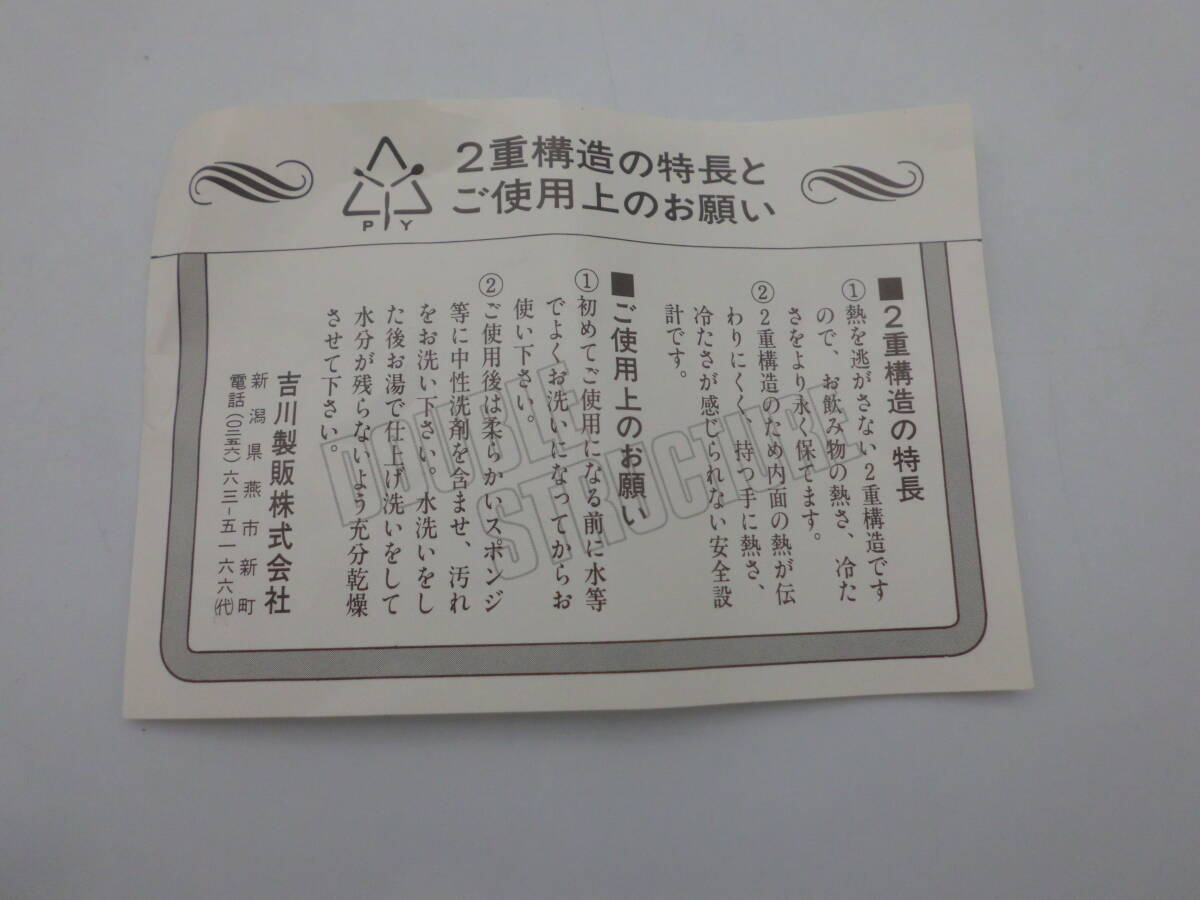 2重構造の特長と
ご使用上のお願い
PY
■2重構造の特長
①熱を逃がさない2重構造です
ので、お飲み物の熱さ、冷た
さをより永く保てます。
②2重構造のため内面の熱が伝
わりにくく、持つ手に熱さ、
冷たさが感じられない安全設
計です。
■ご使用上のお願い
①初めてご使用になる前に水等
でよくお洗いになってからお
使い下さい。
②ご使用後は柔らかいスポンジ
等に中性洗剤を含ませ、汚れ
をお洗い下さい。水洗いをし
た後お湯で仕上げ洗いをして
水分が残らないよう充分乾燥
させて下さい。
吉川製販株式会社
新潟県燕市新町
電話(〇二五六)六三-五一六六(代)
DOUBLE
STRUCTURE